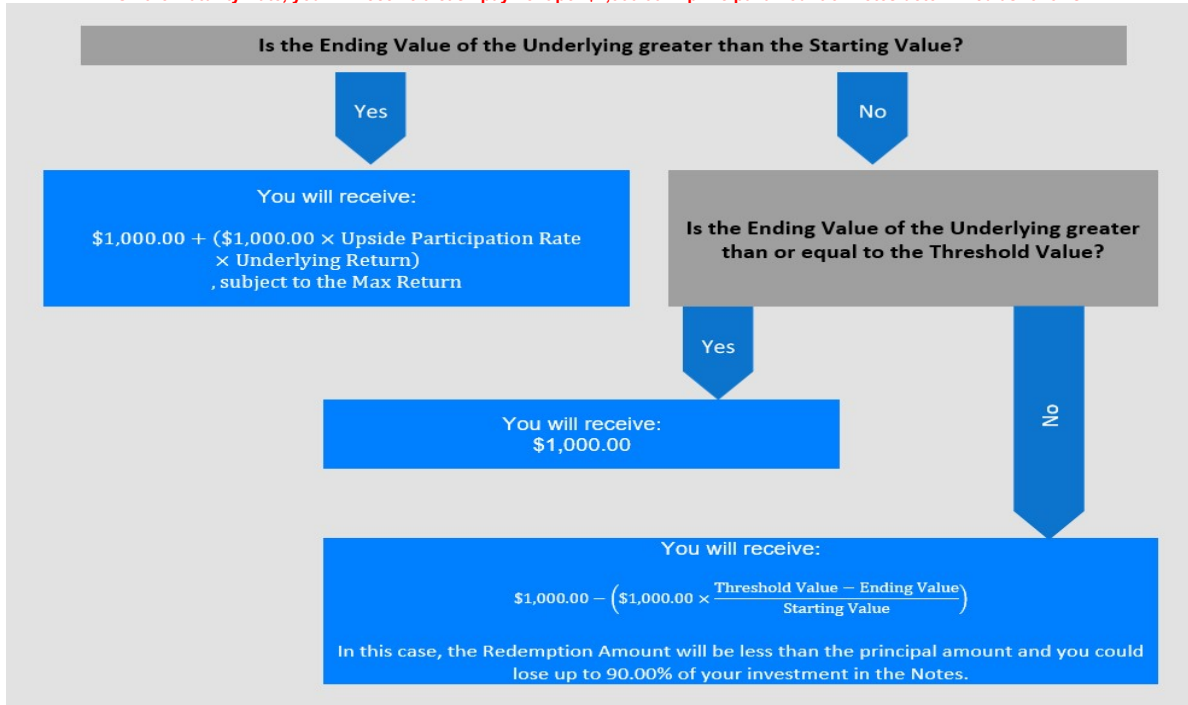 Is the Ending Value of the Underlying greater than the Starting Value?
Yes
No
You will receive:
$1,000.00 + ($1,000.00 × Upside Participation Rate
× Underlying Return)
, subject to the Max Return
Is the Ending Value of the Underlying greater
than or equal to the Threshold Value?
Yes
No
You will receive:
$1,000.00
You will receive:
$1,000.00 − ($1,000.00 × Threshold Value − Ending Value
Starting Value)
In this case, the Redemption Amount will be less than the principal amount and you could
lose up to 90.00% of your investment in the Notes.